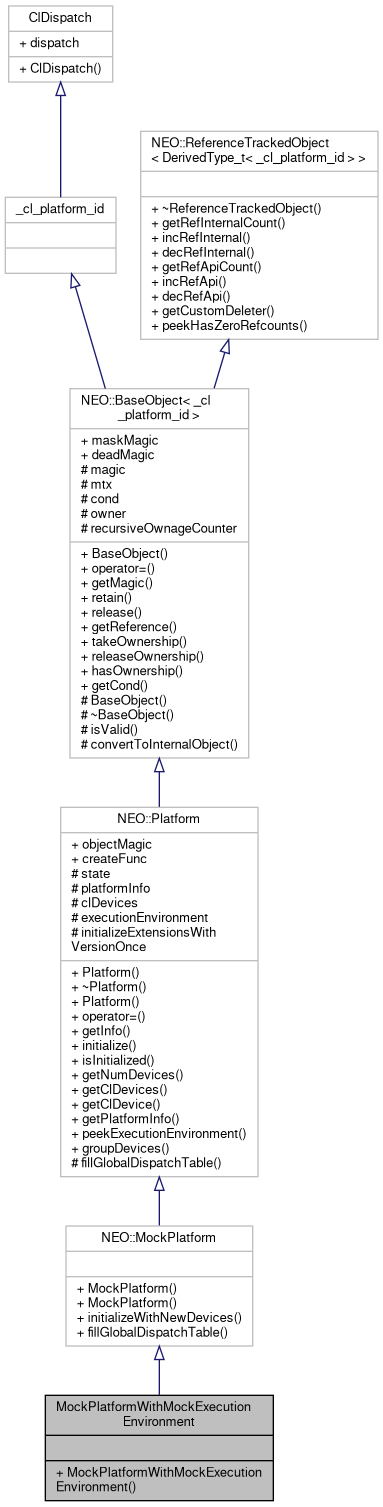 ClDispatch
+ dispatch
+ ClDispatch()
NEO::ReferenceTrackedObject
< DerivedType_t< _cl_platform_id > >
+ ~ReferenceTrackedObject()
+ getRefInternalCount()
+ incRefInternal()
+ decRefInternal()
+ getRefApiCount()
+ incRefApi()
+ decRefApi()
+ getCustomDeleter()
+ peekHasZeroRefcounts()
_cl_platform_id
NEO::BaseObject< _cl
_platform_id >
+ maskMagic
+ deadMagic
# magic
# mtx
# cond
# owner
# recursiveOwnageCounter
+ BaseObject()
+ operator=()
+ getMagic()
+ retain()
+ release()
+ getReference()
+ takeOwnership()
+ releaseOwnership()
+ hasOwnership()
+ getCond()
# BaseObject()
# ~BaseObject()
# isValid()
# convertToInternalObject()
NEO::Platform
+ objectMagic
+ createFunc
# state
# platformInfo
# clDevices
# executionEnvironment
# initializeExtensionsWith
VersionOnce
+ Platform()
+ ~Platform()
+ Platform()
+ operator=()
+ getInfo()
+ initialize()
+ isInitialized()
+ getNumDevices()
+ getClDevices()
+ getClDevice()
+ getPlatformInfo()
+ peekExecutionEnvironment()
+ groupDevices()
# fillGlobalDispatchTable()
NEO::MockPlatform
+ MockPlatform()
+ MockPlatform()
+ initializeWithNewDevices()
+ fillGlobalDispatchTable()
MockPlatformWithMockExecution
Environment
+ MockPlatformWithMockExecution
Environment()